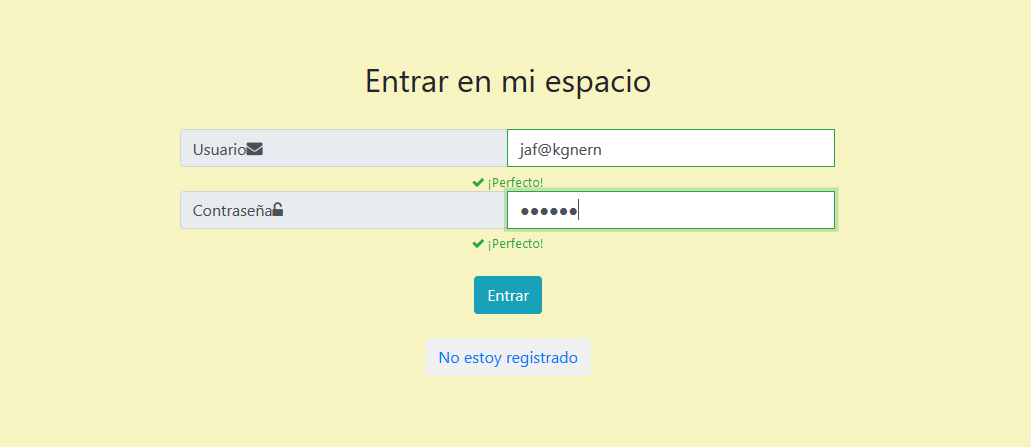 Entrar en mi espacio
Usuario jaf@kgnern
¡Perfecto!
Contraseña ••••••
¡Perfecto!
Entrar
No estoy registrado